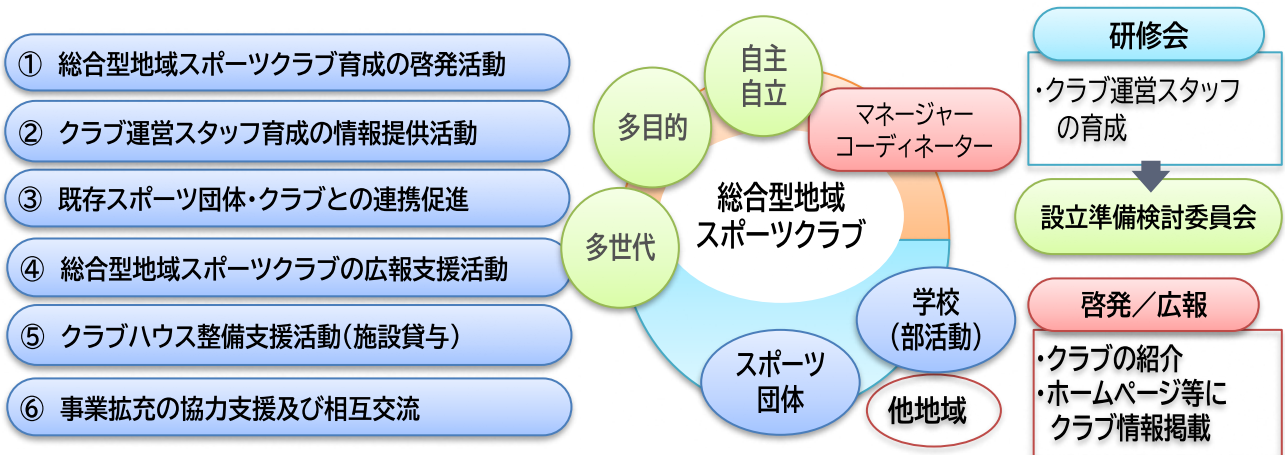 ① 総合型地域スポーツクラブ育成の啓発活動
② クラブ運営スタッフ育成の情報提供活動
③ 既存スポーツ団体・クラブとの連携促進
④ 総合型地域スポーツクラブの広報支援活動
⑤ クラブハウス整備支援活動(施設貸与)
⑥ 事業拡充の協力支援及び相互交流
自主
自立
多目的
多世代
マネージャー
コーディネーター
総合型地域
スポーツクラブ
学校
(部活動)
スポーツ
団体
他地域
研修会
・クラブ運営スタッフ
の育成
設立準備検討委員会
啓発／広報
・クラブの紹介
・ホームページ等に
クラブ情報掲載